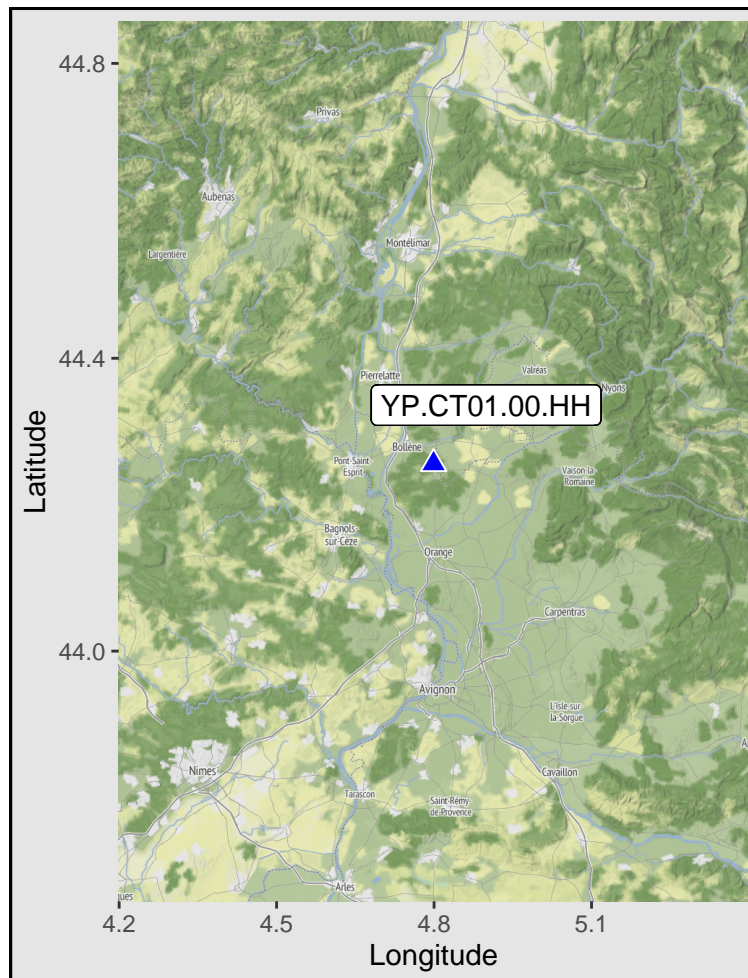 44.8
Privas
Aubenas
Largentière
Montélimar
44.4
Pierrelatte
Valréas
Nyons
YP.CT01.00.HH
Bollène
Pont-Saint-
Esprit
Vaison-la-
Romaine
Latitude
Bagnols-
sur-Cèze
Orange
Carpentras
44.0
Avignon
L'Isle-sur
la-Sorgue
Nîmes
Cavaillon
Tarascon
Saint-Rémy-
de-Provence
Arles
4.2
4.5
4.8
5.1
Longitude